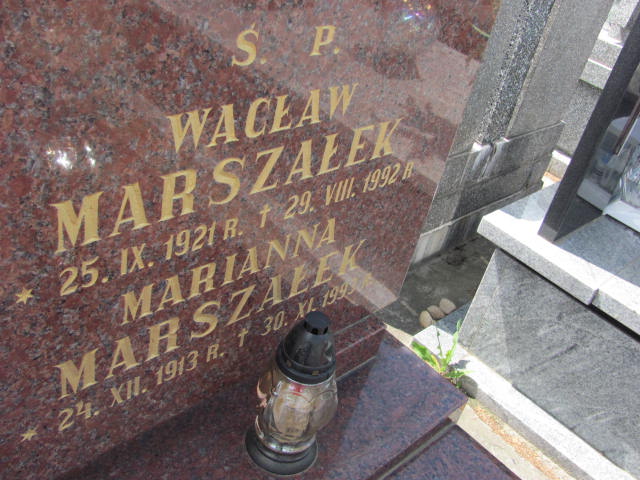 Ś. P.
WACŁAW
MARSZAŁEK
* 25. IX. 1921 R. † 29. VIII. 1992 R
MARIANNA
MARSZAŁEK
* 24. XII. 1913 R. † 30. XI.